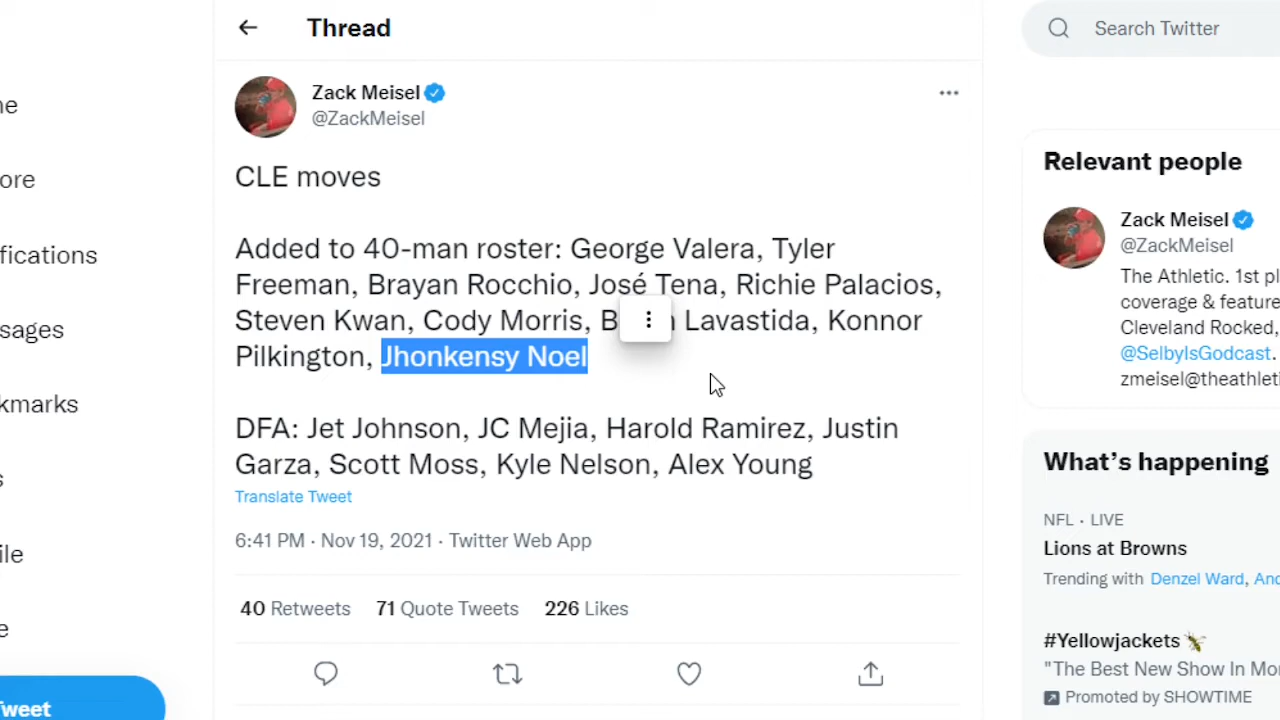 Thread
Search Twitter
Zack Meisel
@ZackMeisel
CLE moves
Added to 40-man roster: George Valera, Tyler
Freeman, Brayan Rocchio, José Tena, Richie Palacios,
Steven Kwan, Cody Morris, Lavastida, Konnor
Pilkington, Jhonkensy Noel
DFA: Jet Johnson, JC Mejia, Harold Ramirez, Justin
Garza, Scott Moss, Kyle Nelson, Alex Young
Translate Tweet
6:41 PM · Nov 19, 2021 · Twitter Web App
40 Retweets 71 Quote Tweets 226 Likes
Relevant people
Zack Meisel
@ZackMeisel
The Athletic. 1st pl
coverage & feature
Cleveland Rocked,
@SelbyIsGodcast.
zmeisel@theathleti
What's happening
NFL · LIVE
Lions at Browns
Trending with Denzel Ward, And
#Yellowjackets
"The Best New Show In Mo
Promoted by SHOWTIME
ne
ore
fications
sages
kmarks
s
ile
e
Tweet